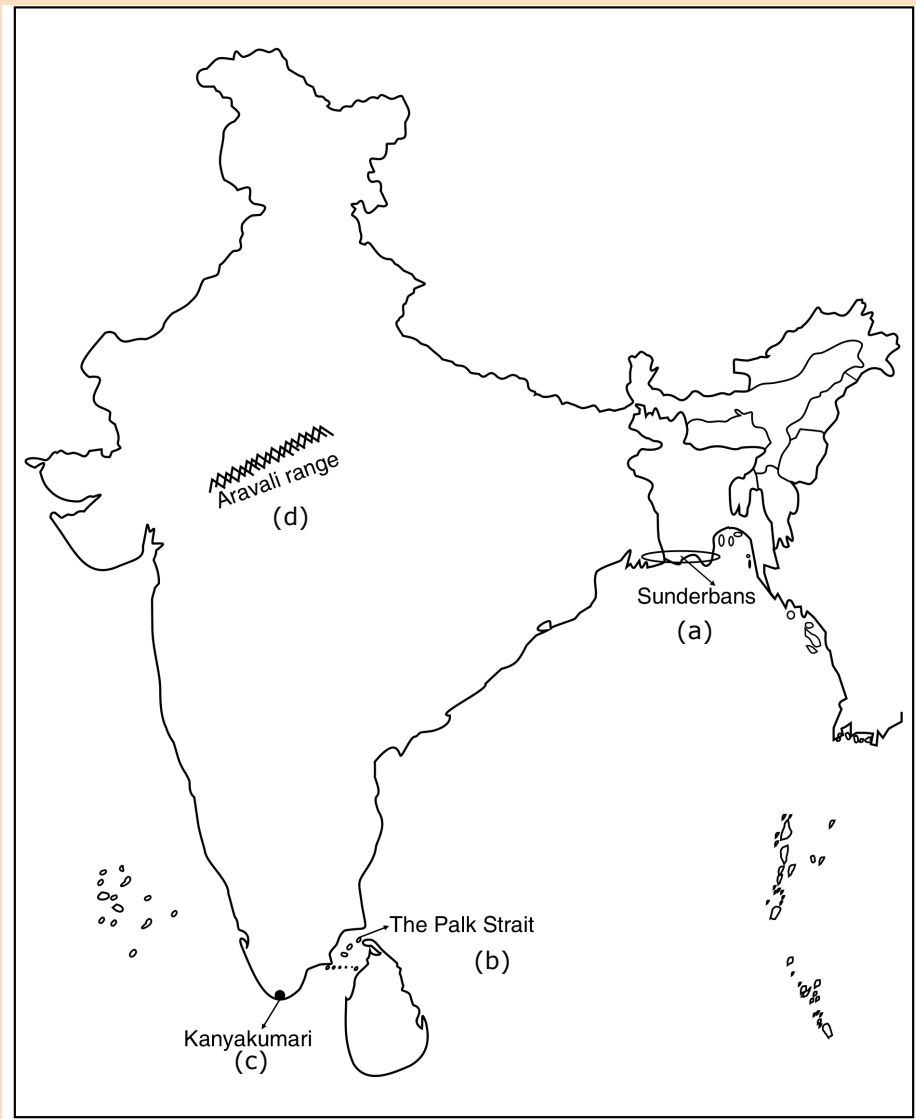 Aravali range
(d)
Sunderbans
(a)
The Palk Strait
(b)
Kanyakumari
(c)